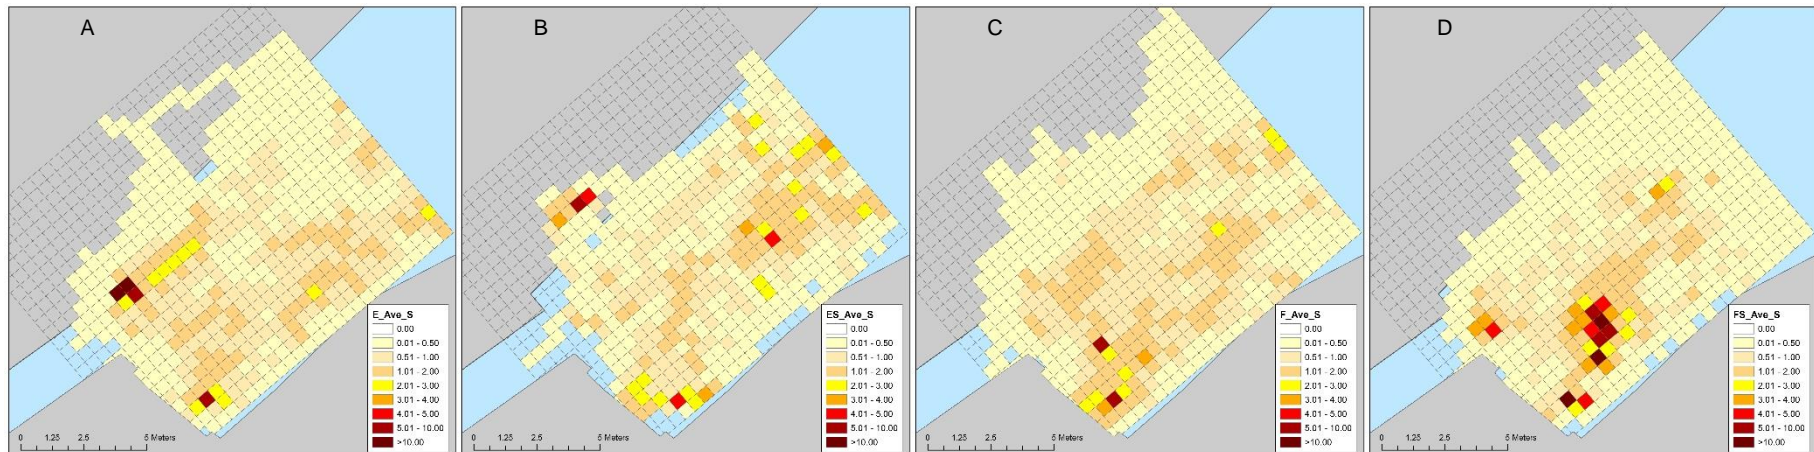 A
E_Ave_S
0.00
0.01 - 0.50
0.51 - 1.00
1.01 - 2.00
2.01 - 3.00
3.01 - 4.00
4.01 - 5.00
5.01 - 10.00
>10.00
0 1.25 2.5 5 Meters
B
ES_Ave_S
0.00
0.01 - 0.50
0.51 - 1.00
1.01 - 2.00
2.01 - 3.00
3.01 - 4.00
4.01 - 5.00
5.01 - 10.00
>10.00
0 1.25 2.5 5 Meters
C
F_Ave_S
0.00
0.01 - 0.50
0.51 - 1.00
1.01 - 2.00
2.01 - 3.00
3.01 - 4.00
4.01 - 5.00
5.01 - 10.00
>10.00
0 1.25 2.5 5 Meters
D
FS_Ave_S
0.00
0.01 - 0.50
0.51 - 1.00
1.01 - 2.00
2.01 - 3.00
3.01 - 4.00
4.01 - 5.00
5.01 - 10.00
>10.00
0 1.25 2.5 5 Meters